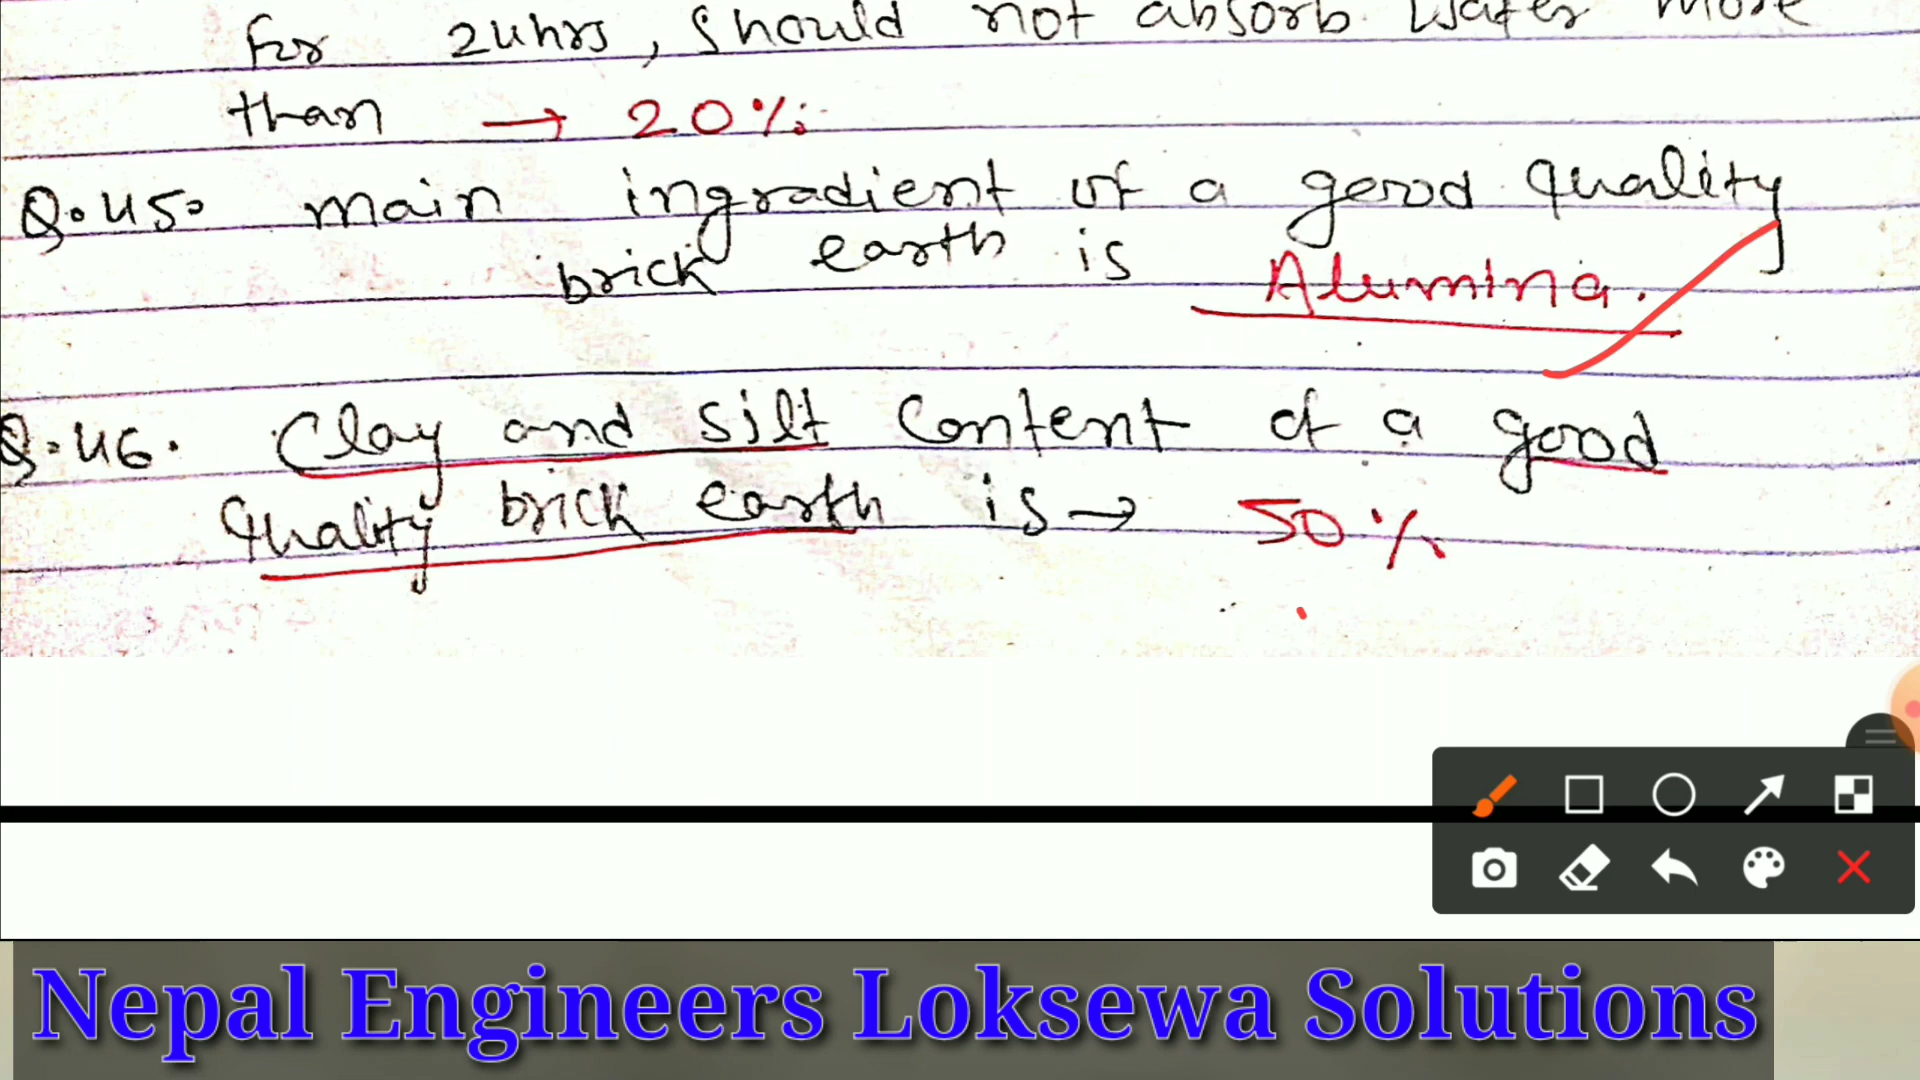 For 24hrs, should not absorb water more
than → 20%
Q.45. main ingredient of a good quality
brick earth is Alumina.
Q.46. Clay and silt content of a good
quality brick earth is → 50%
Nepal Engineers Loksewa Solutions